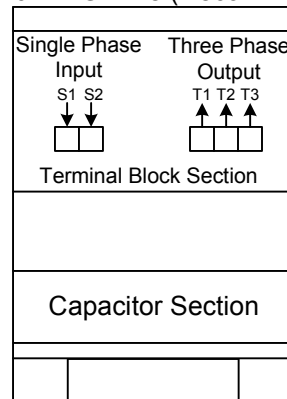 Single Phase Three Phase
Input Output
S1 S2 T1 T2 T3
Terminal Block Section
Capacitor Section